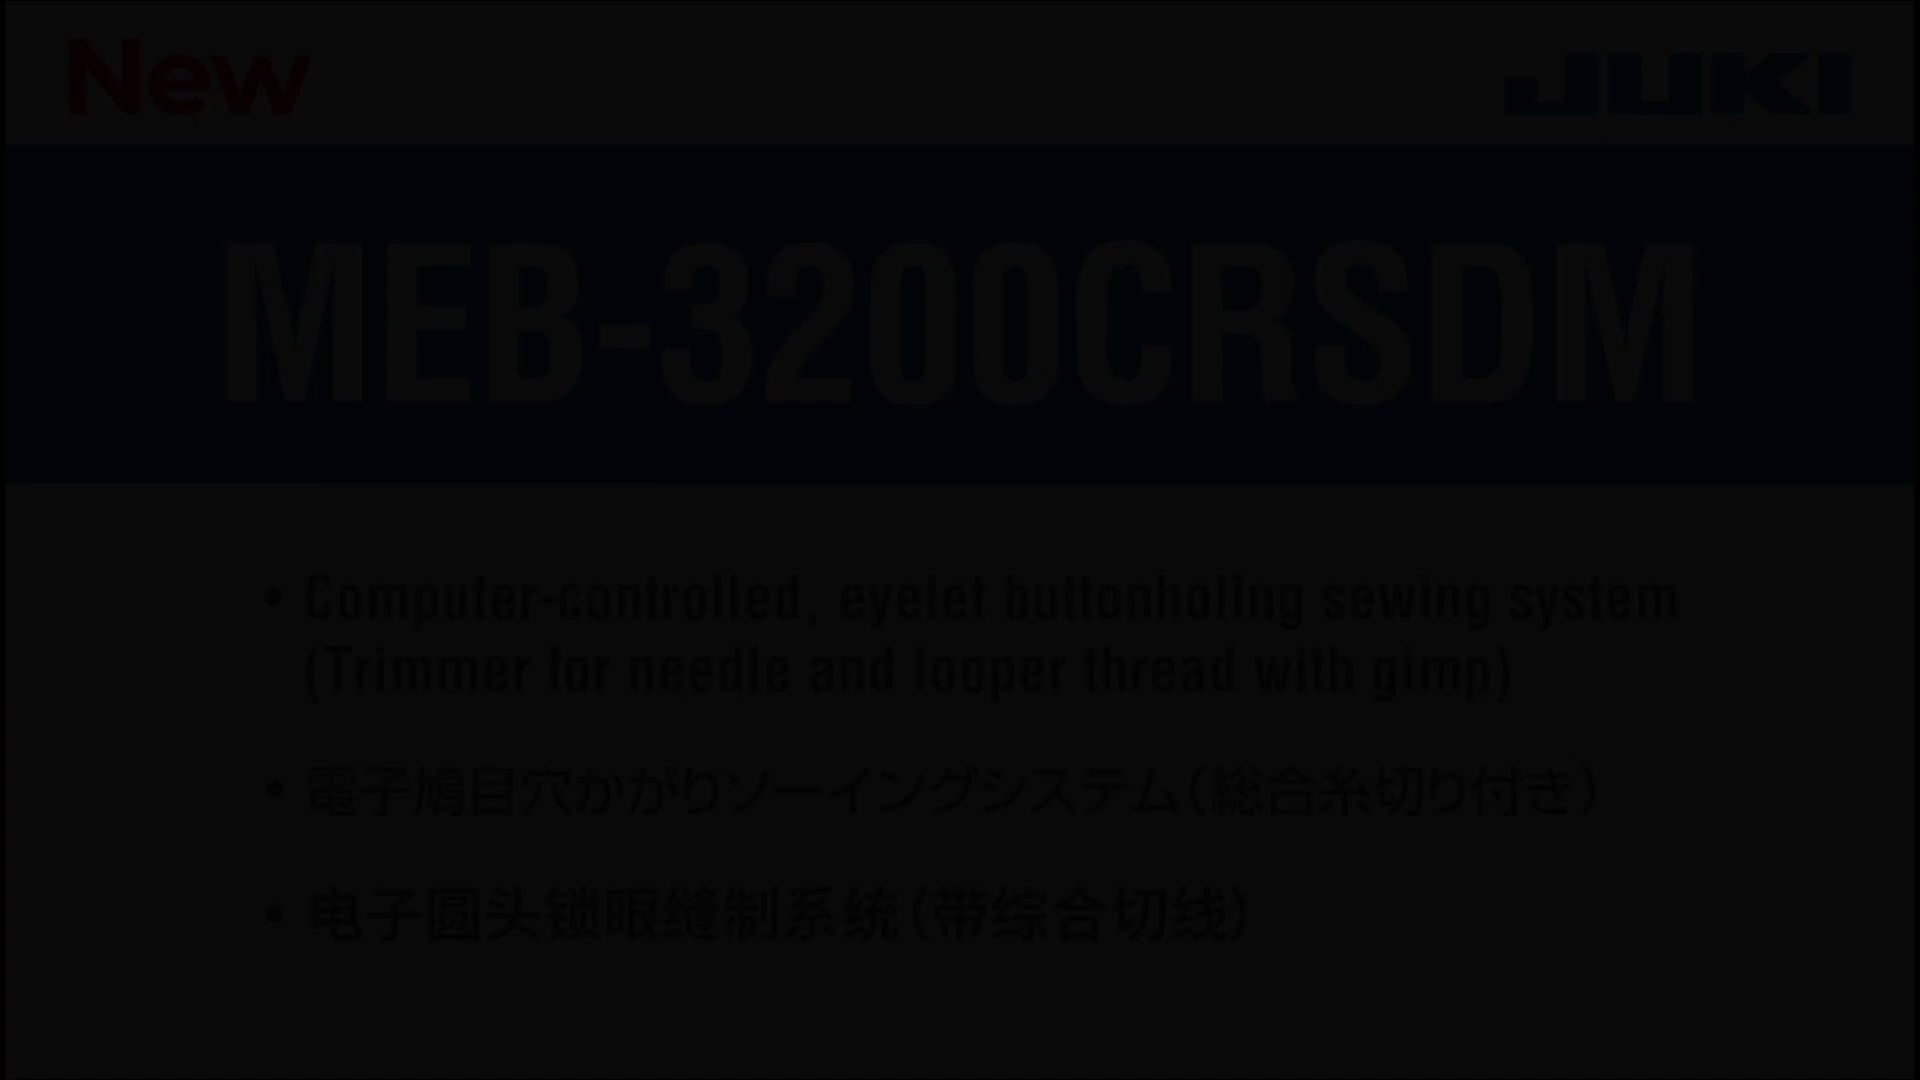 New
JUKI
MEB-3200CRSDM
• Computer-controlled, eyelet buttonholing sewing system
(Trimmer for needle and looper thread with gimp)
• 電子鳩目穴かがりソーイングシステム(総合糸切り付き)
• 电子圆头锁眼缝制系统(带综合切线)